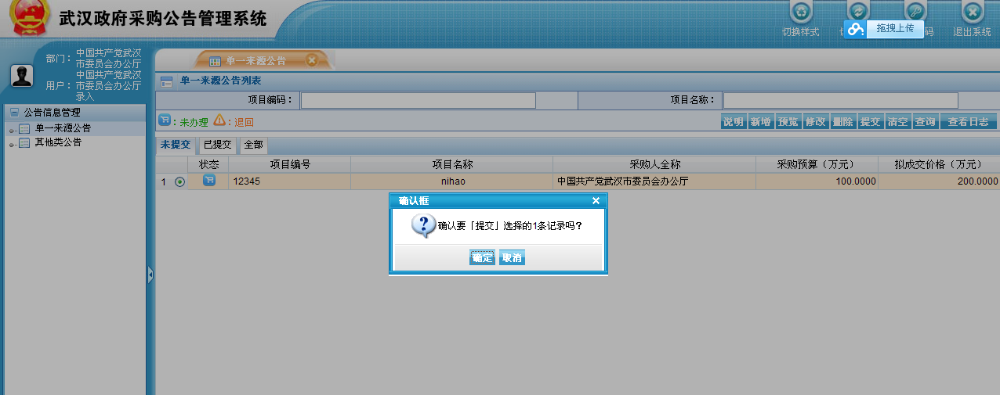 武汉政府采购公告管理系统
切换样式
拖拽上传
码
退出系统
部门：
中国共产党武汉
市委员会办公厅
用户：
中国共产党武汉
市委员会办公厅
录入
公告信息管理
单一来源公告
其他类公告
单一来源公告
单一来源公告列表
项目编码：
项目名称：
：未办理
：退回
说明 新增 预览 修改 删除 提交 清空 查询 查看日志
未提交 已提交 全部
状态 项目编号 项目名称 采购人全称 采购预算（万元） 拟成交价格（万元）
1 12345 nihao 中国共产党武汉市委员会办公厅 100.0000 200.0000
确认框
确认要「提交」选择的1条记录吗？
确定 取消